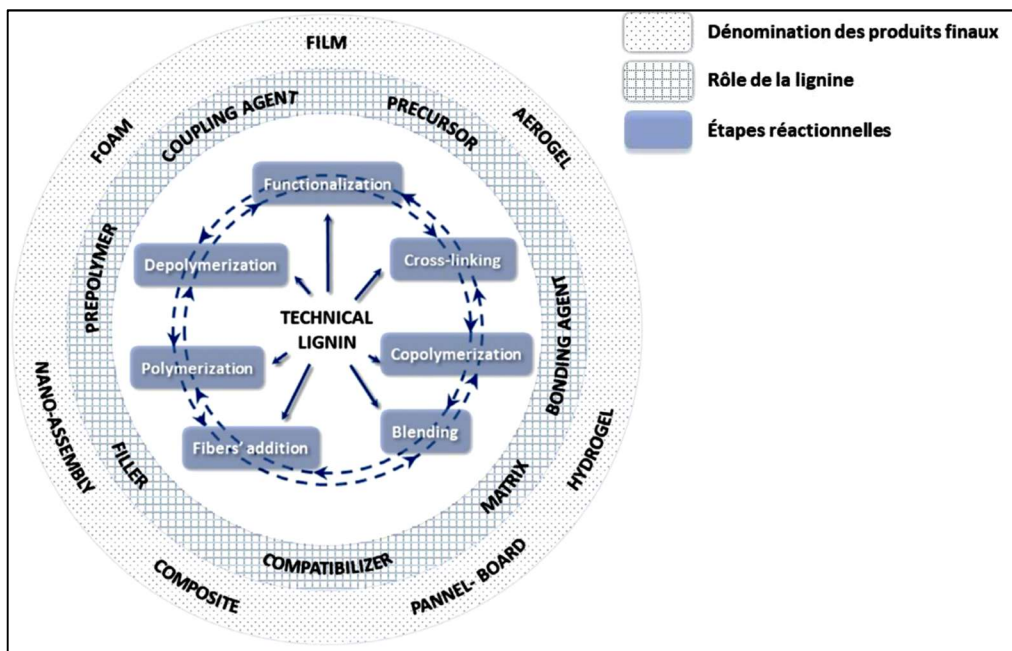 FILM
AEROGEL
HYDROGEL
PANNEL- BOARD
COMPOSITE
NANO-ASSEMBLY
FOAM
COUPLING AGENT
PRECURSOR
BONDING AGENT
MATRIX
COMPATIBILIZER
FILLER
PREPOLYMER
Functionalization
Cross-linking
Copolymerization
Blending
Fibers' addition
Polymerization
Depolymerization
TECHNICAL
LIGNIN
Dénomination des produits finaux
Rôle de la lignine
Étapes réactionnelles